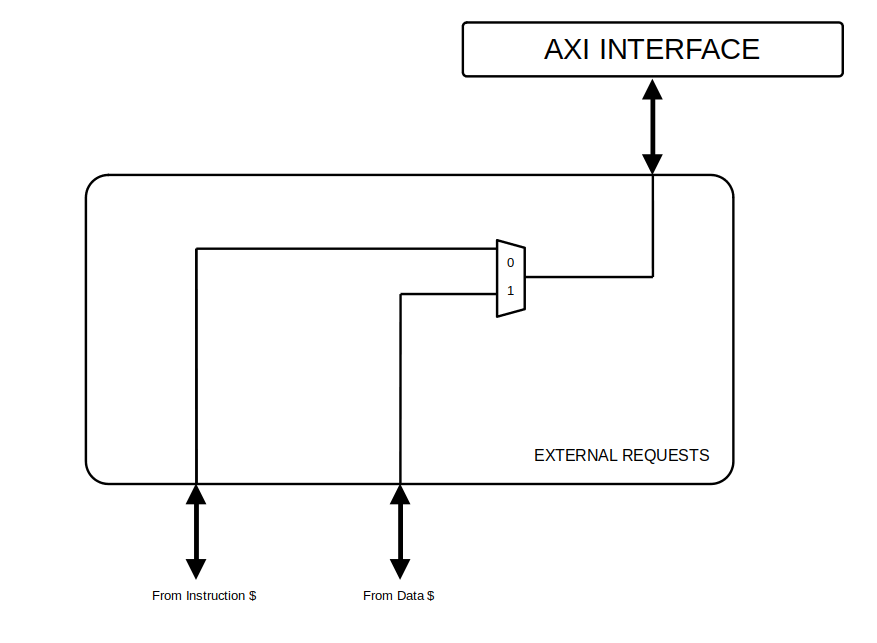 AXI INTERFACE
0
1
EXTERNAL REQUESTS
From Instruction $
From Data $